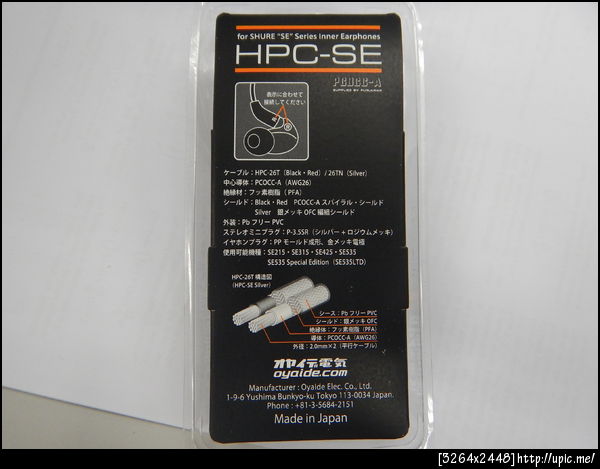 for SHURE "SE" Series Inner Earphones
HPC-SE
PCOCC-A
SUPPLIED BY FURUKAWA
表示に合わせて
接続してください
R
ケーブル：HPC-26T（Black・Red）/ 26TN（Silver）
中心導体：PCOCC-A（AWG26）
絶縁材：フッ素樹脂（PFA）
シールド：Black・Red　PCOCC-A スパイラル・シールド
Silver　銀メッキ OFC 編組シールド
外装：Pb フリー PVC
ステレオミニプラグ：P-3.5SR（シルバー＋ロジウムメッキ）
イヤホンプラグ：PP モールド成形、金メッキ電極
使用可能機種：SE215・SE315・SE425・SE535
SE535 Special Edition（SE535LTD）
HPC-26T 構造図
（HPC-SE Silver）
シース：Pb フリー PVC
シールド：銀メッキ OFC
絶縁体：フッ素樹脂（PFA）
導体：PCOCC-A（AWG26）
外径：2.0mm×2（平行ケーブル）
オヤイデ電気
oyaide.com
Manufacturer : Oyaide Elec. Co., Ltd.
1-9-6 Yushima Bunkyo-ku Tokyo 113-0034 Japan.
Phone : +81-3-5684-2151
Made in Japan
[3264x2448]http://upic.me/